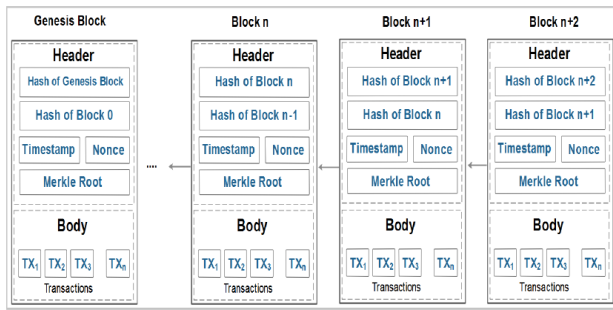 Genesis Block
Header
Hash of Genesis Block
Hash of Block 0
Timestamp Nonce
Merkle Root
Body
TX1 TX2 TX3 TXn
Transactions
....
Block n
Header
Hash of Block n
Hash of Block n-1
Timestamp Nonce
Merkle Root
Body
TX1 TX2 TX3 TXn
Transactions
Block n+1
Header
Hash of Block n+1
Hash of Block n
Timestamp Nonce
Merkle Root
Body
TX1 TX2 TX3 TXn
Transactions
Block n+2
Header
Hash of Block n+2
Hash of Block n+1
Timestamp Nonce
Merkle Root
Body
TX1 TX2 TX3 TXn
Transactions